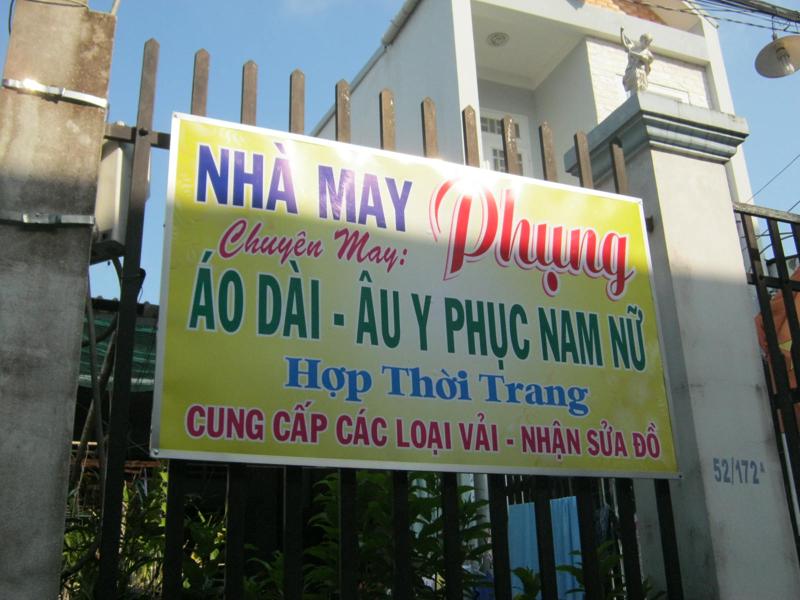 NHÀ MAY Phụng
Chuyên May:
ÁO DÀI - ÂU Y PHỤC NAM NỮ
Hợp Thời Trang
CUNG CẤP CÁC LOẠI VẢI - NHẬN SỬA ĐỒ
52/172ᴬ